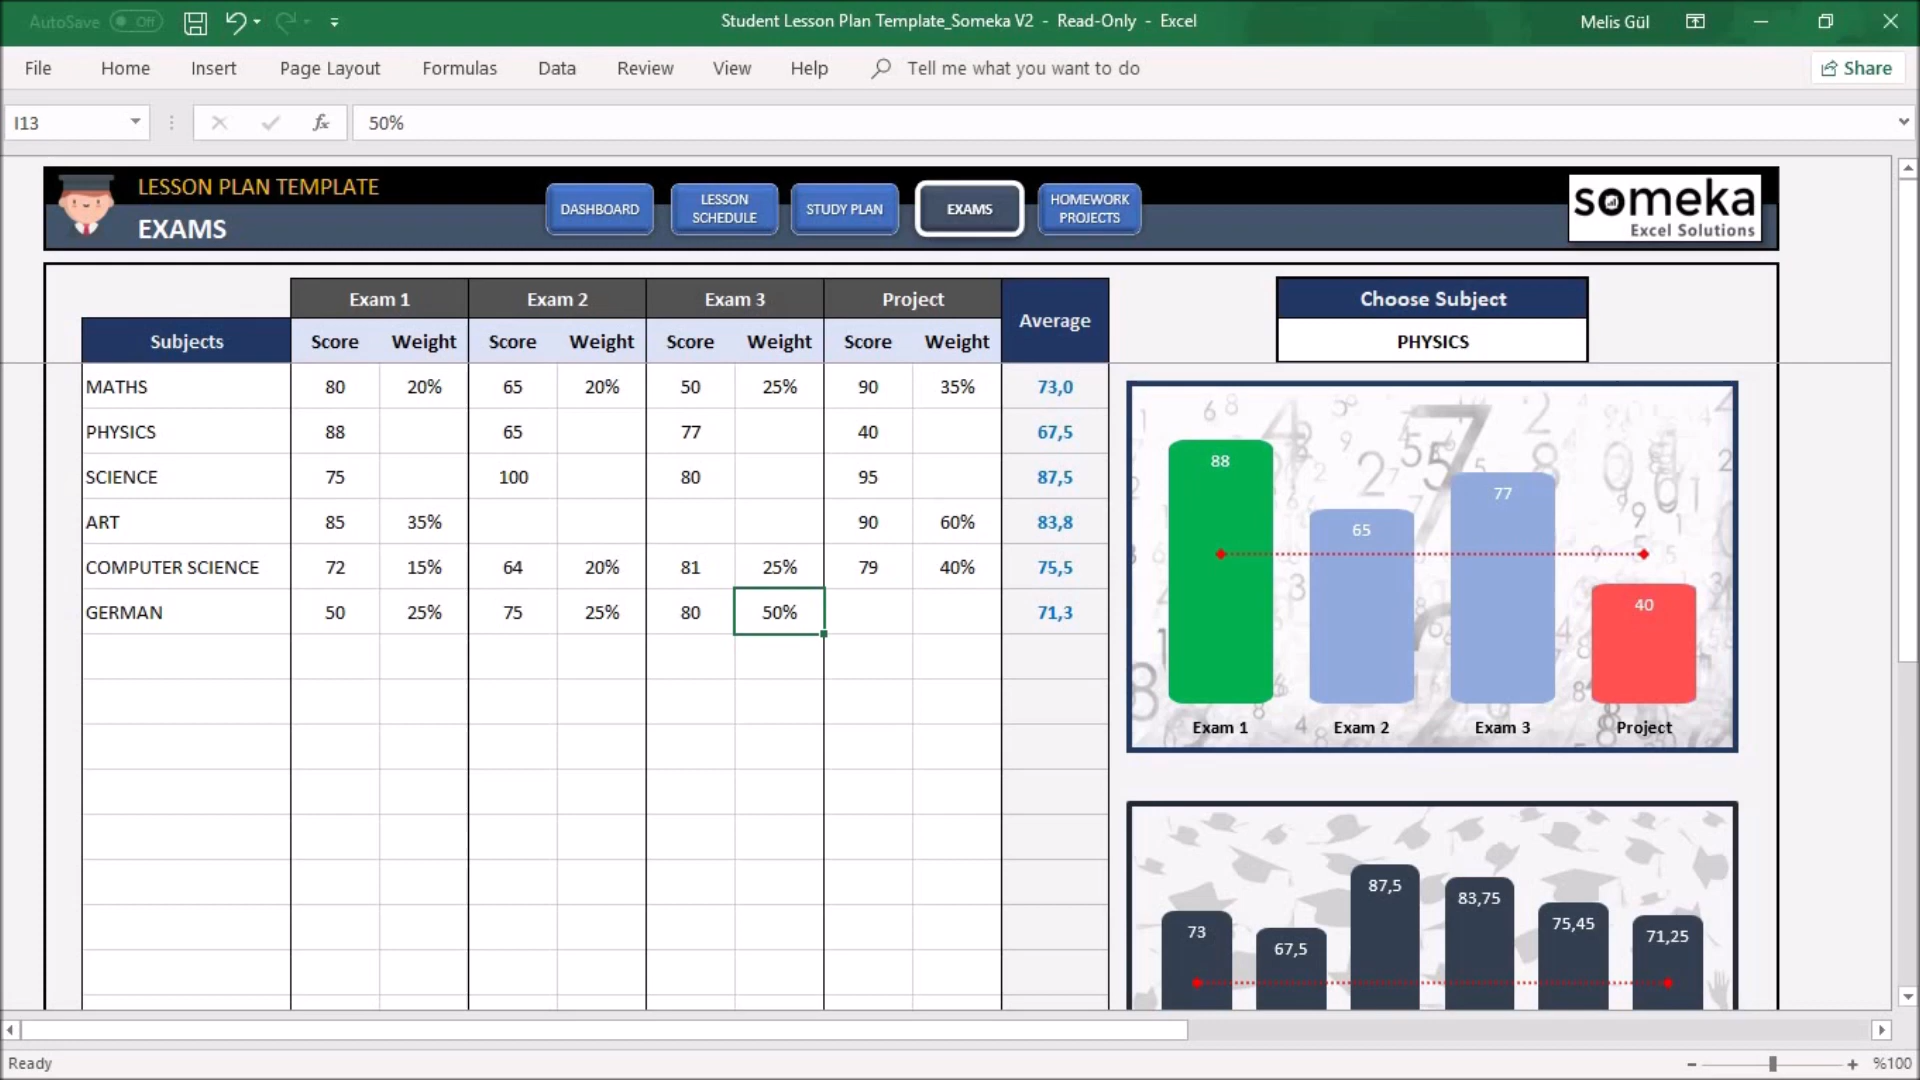 AutoSave Off
Student Lesson Plan Template_Someka V2 - Read-Only - Excel
Melis Gül
File Home Insert Page Layout Formulas Data Review View Help Tell me what you want to do
Share
I13
fx 50%
LESSON PLAN TEMPLATE
EXAMS
DASHBOARD
LESSON
SCHEDULE
STUDY PLAN
EXAMS
HOMEWORK
PROJECTS
someka
Excel Solutions
Exam 1 Exam 2 Exam 3 Project Average
Subjects Score Weight Score Weight Score Weight Score Weight
MATHS 80 20% 65 20% 50 25% 90 35% 73,0
PHYSICS 88 65 77 40 67,5
SCIENCE 75 100 80 95 87,5
ART 85 35% 90 60% 83,8
COMPUTER SCIENCE 72 15% 64 20% 81 25% 79 40% 75,5
GERMAN 50 25% 75 25% 80 50% 71,3
Choose Subject
PHYSICS
88 65 77 40
Exam 1 Exam 2 Exam 3 Project
73 67,5 87,5 83,75 75,45 71,25
Ready
%100